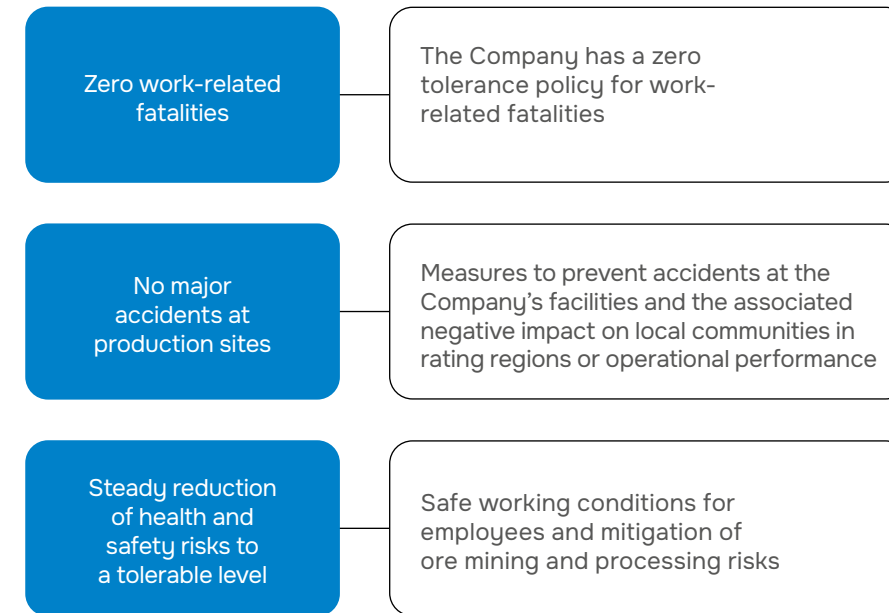 Zero work-related
fatalities
The Company has a zero
tolerance policy for work-
related fatalities
No major
accidents at
production sites
Measures to prevent accidents at the
Company's facilities and the associated
negative impact on local communities in
rating regions or operational performance
Steady reduction
of health and
safety risks to
a tolerable level
Safe working conditions for
employees and mitigation of
ore mining and processing risks